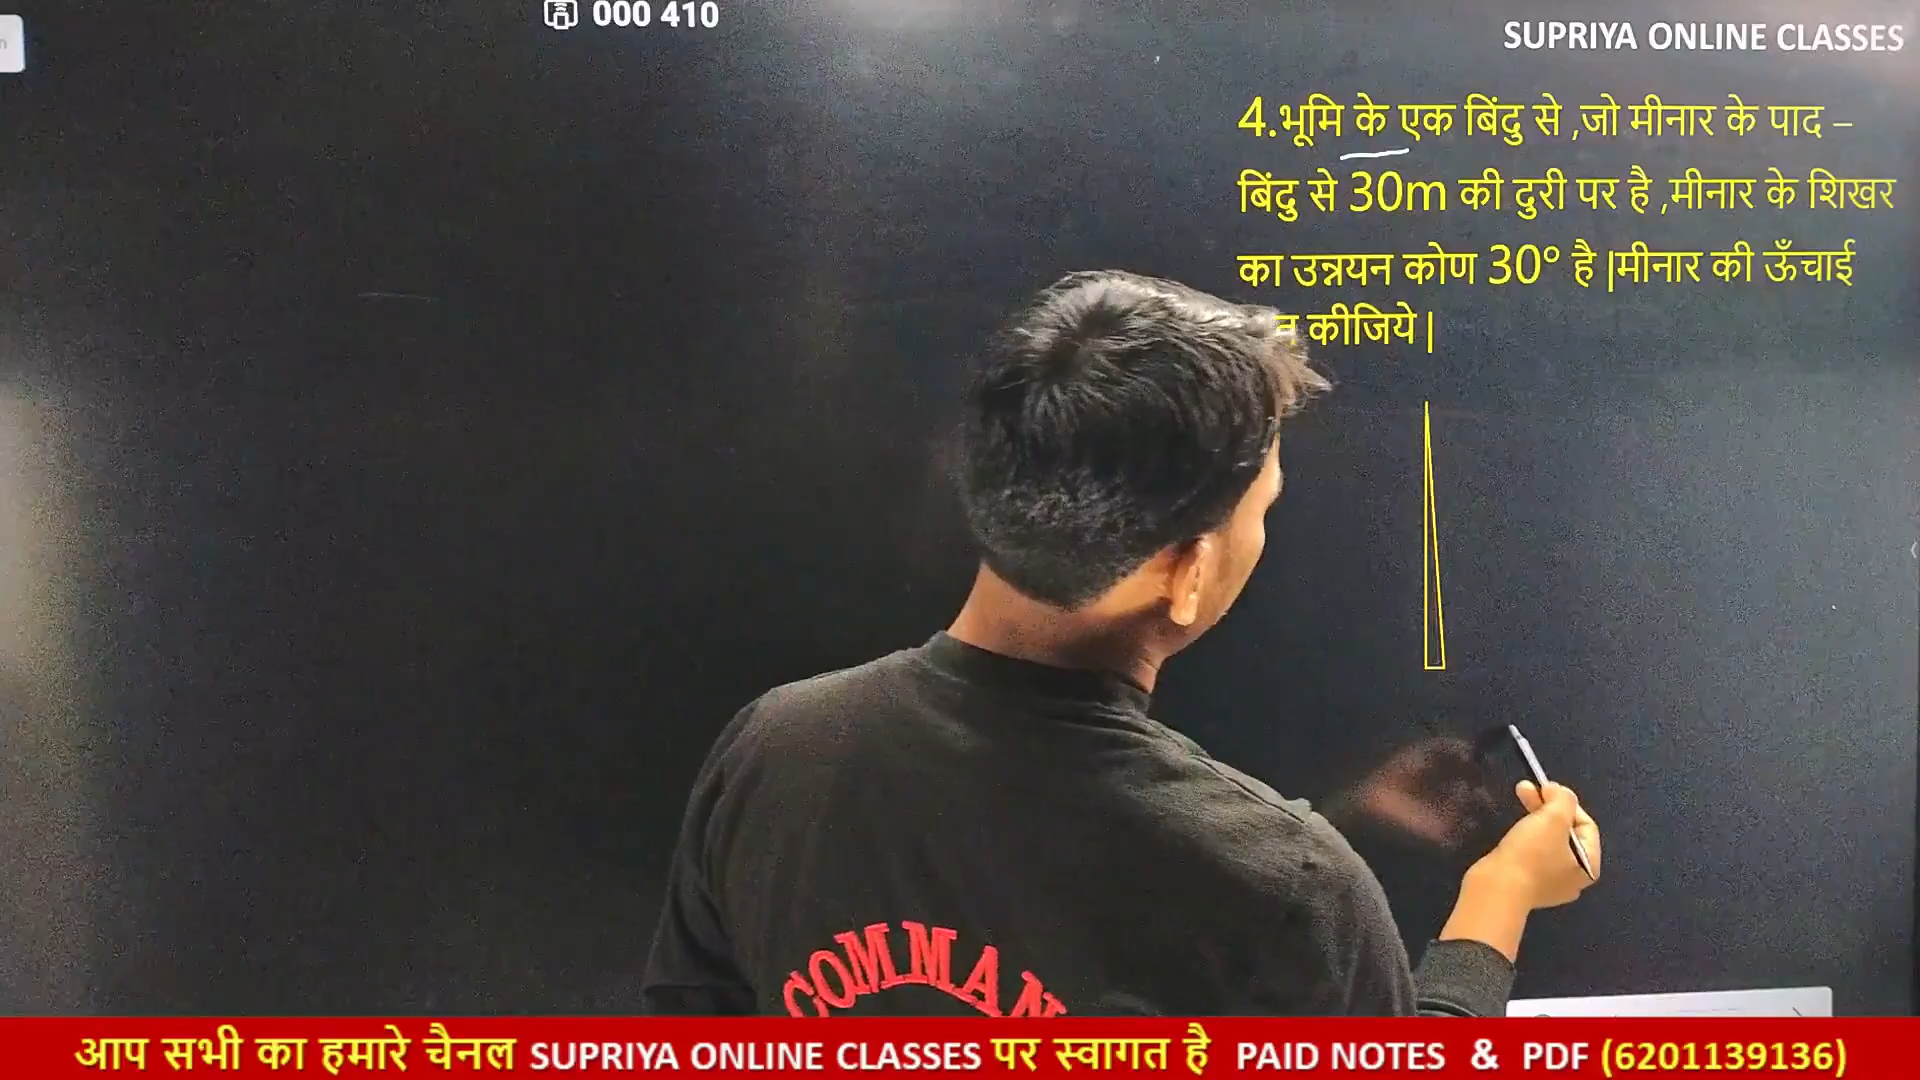 000 410
SUPRIYA ONLINE CLASSES
4.भूमि के एक बिंदु से ,जो मीनार के पाद –
बिंदु से 30m की दुरी पर है ,मीनार के शिखर
का उन्नयन कोण 30° है |मीनार की ऊँचाई
कीजिये |
COMMAN
आप सभी का हमारे चैनल SUPRIYA ONLINE CLASSES पर स्वागत है PAID NOTES & PDF (6201139136)